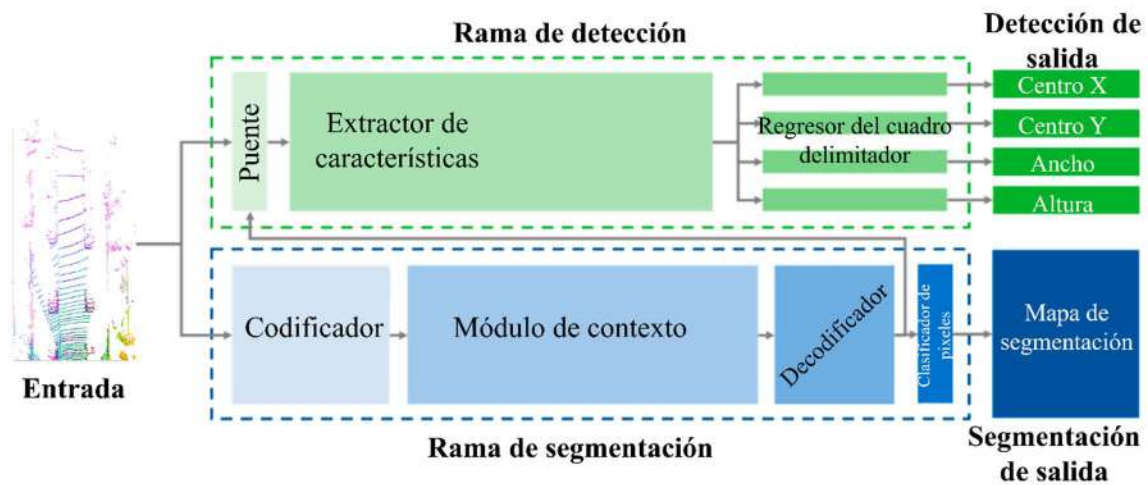 Rama de detección
Detección de
salida
Puente
Extractor de
características
Regresor del cuadro
delimitador
Centro X
Centro Y
Ancho
Altura
Entrada
Codificador
Módulo de contexto
Decodificador
Clasificador de
pixeles
Mapa de
segmentación
Rama de segmentación
Segmentación
de salida